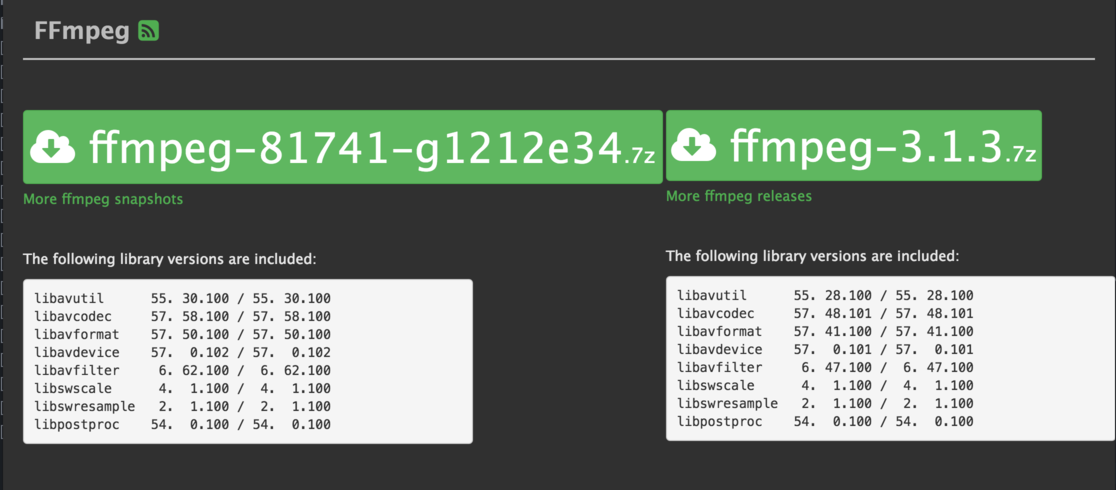 FFmpeg
ffmpeg-81741-g1212e34.7z
More ffmpeg snapshots
The following library versions are included:
libavutil      55. 30.100 / 55. 30.100
libavcodec     57. 58.100 / 57. 58.100
libavformat    57. 50.100 / 57. 50.100
libavdevice    57.  0.102 / 57.  0.102
libavfilter     6. 62.100 /  6. 62.100
libswscale      4.  1.100 /  4.  1.100
libswresample   2.  1.100 /  2.  1.100
libpostproc    54.  0.100 / 54.  0.100
ffmpeg-3.1.3.7z
More ffmpeg releases
The following library versions are included:
libavutil      55. 28.100 / 55. 28.100
libavcodec     57. 48.101 / 57. 48.101
libavformat    57. 41.100 / 57. 41.100
libavdevice    57.  0.101 / 57.  0.101
libavfilter     6. 47.100 /  6. 47.100
libswscale      4.  1.100 /  4.  1.100
libswresample   2.  1.100 /  2.  1.100
libpostproc    54.  0.100 / 54.  0.100